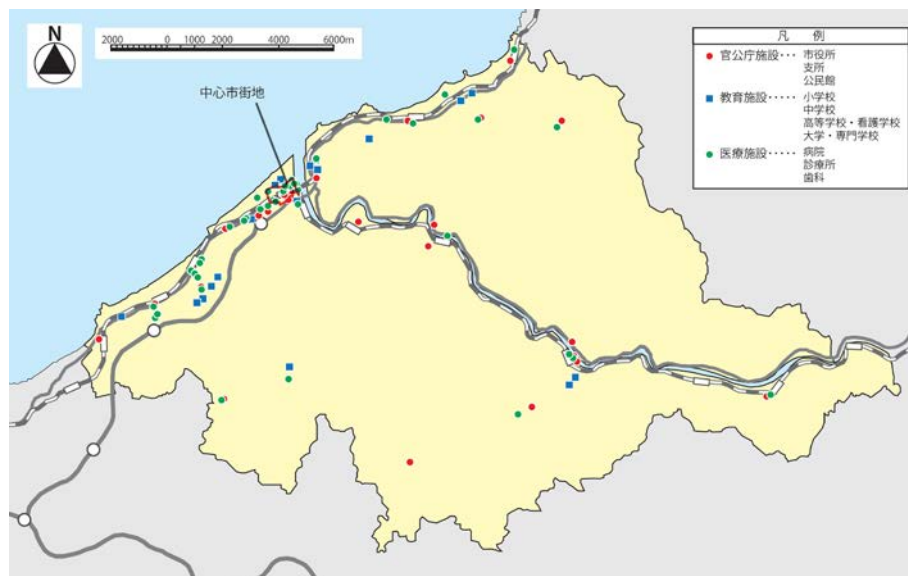 N
2000 0 1000 2000 4000 6000m
中心市街地
凡 例
官公庁施設・・・ 市役所
支所
公民館
教育施設・・・・・ 小学校
中学校
高等学校・看護学校
大学・専門学校
医療施設・・・・・ 病院
診療所
歯科